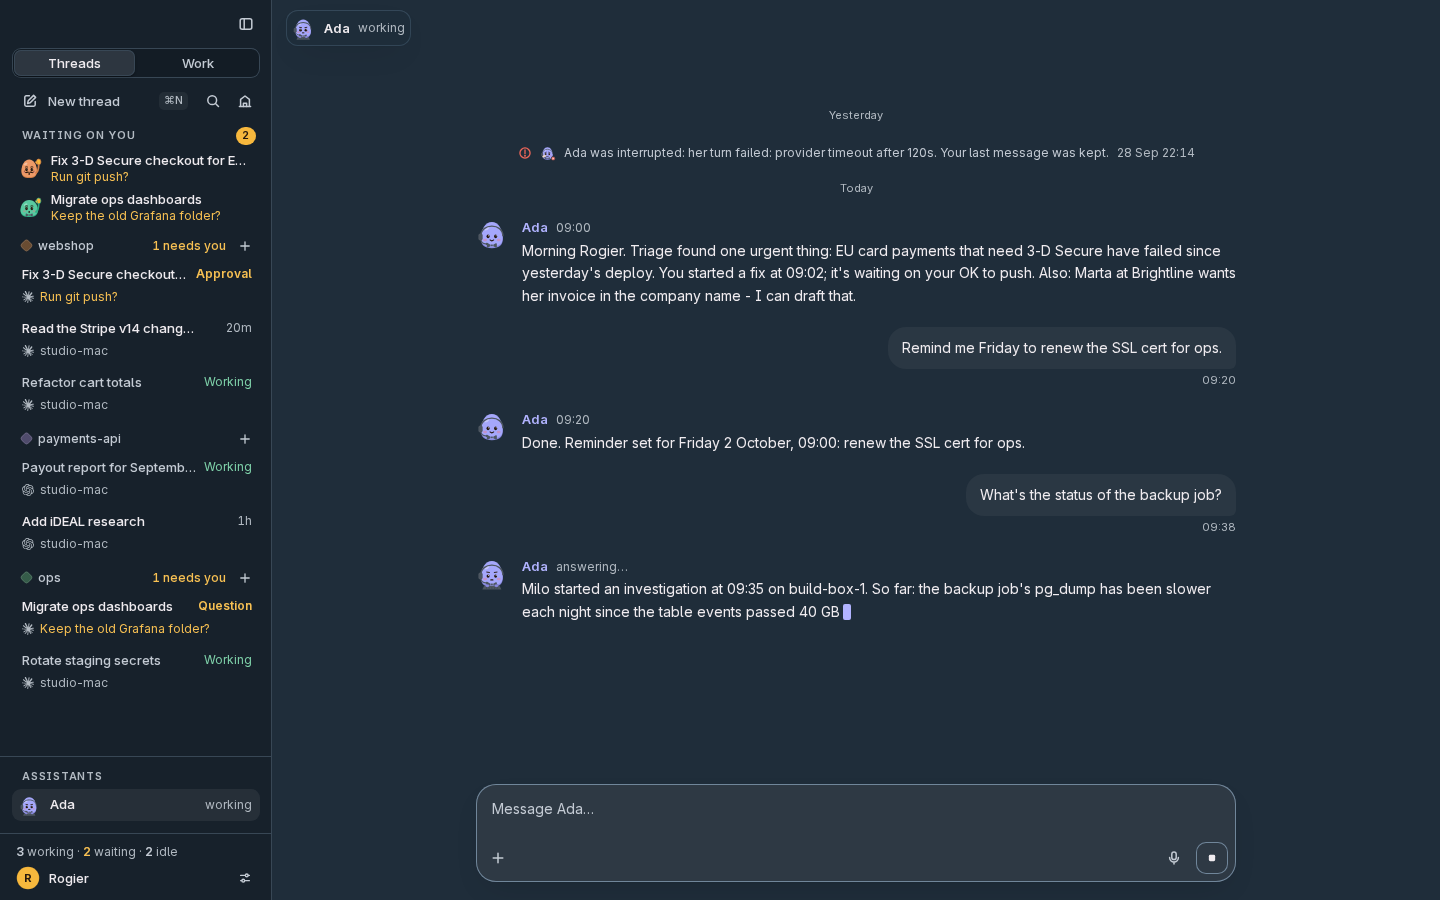 Threads
Work
New thread
⌘N
WAITING ON YOU
2
Fix 3-D Secure checkout for E…
Run git push?
Migrate ops dashboards
Keep the old Grafana folder?
webshop
1 needs you
Fix 3-D Secure checkout…
Approval
Run git push?
Read the Stripe v14 chang…
20m
studio-mac
Refactor cart totals
Working
studio-mac
payments-api
Payout report for Septemb…
Working
studio-mac
Add iDEAL research
1h
studio-mac
ops
1 needs you
Migrate ops dashboards
Question
Keep the old Grafana folder?
Rotate staging secrets
Working
studio-mac
ASSISTANTS
Ada
working
3 working · 2 waiting · 2 idle
R
Rogier
Ada working
Yesterday
Ada was interrupted: her turn failed: provider timeout after 120s. Your last message was kept. 28 Sep 22:14
Today
Ada 09:00
Morning Rogier. Triage found one urgent thing: EU card payments that need 3-D Secure have failed since
yesterday's deploy. You started a fix at 09:02; it's waiting on your OK to push. Also: Marta at Brightline wants
her invoice in the company name - I can draft that.
Remind me Friday to renew the SSL cert for ops.
09:20
Ada 09:20
Done. Reminder set for Friday 2 October, 09:00: renew the SSL cert for ops.
What's the status of the backup job?
09:38
Ada answering…
Milo started an investigation at 09:35 on build-box-1. So far: the backup job's pg_dump has been slower
each night since the table events passed 40 GB
Message Ada…